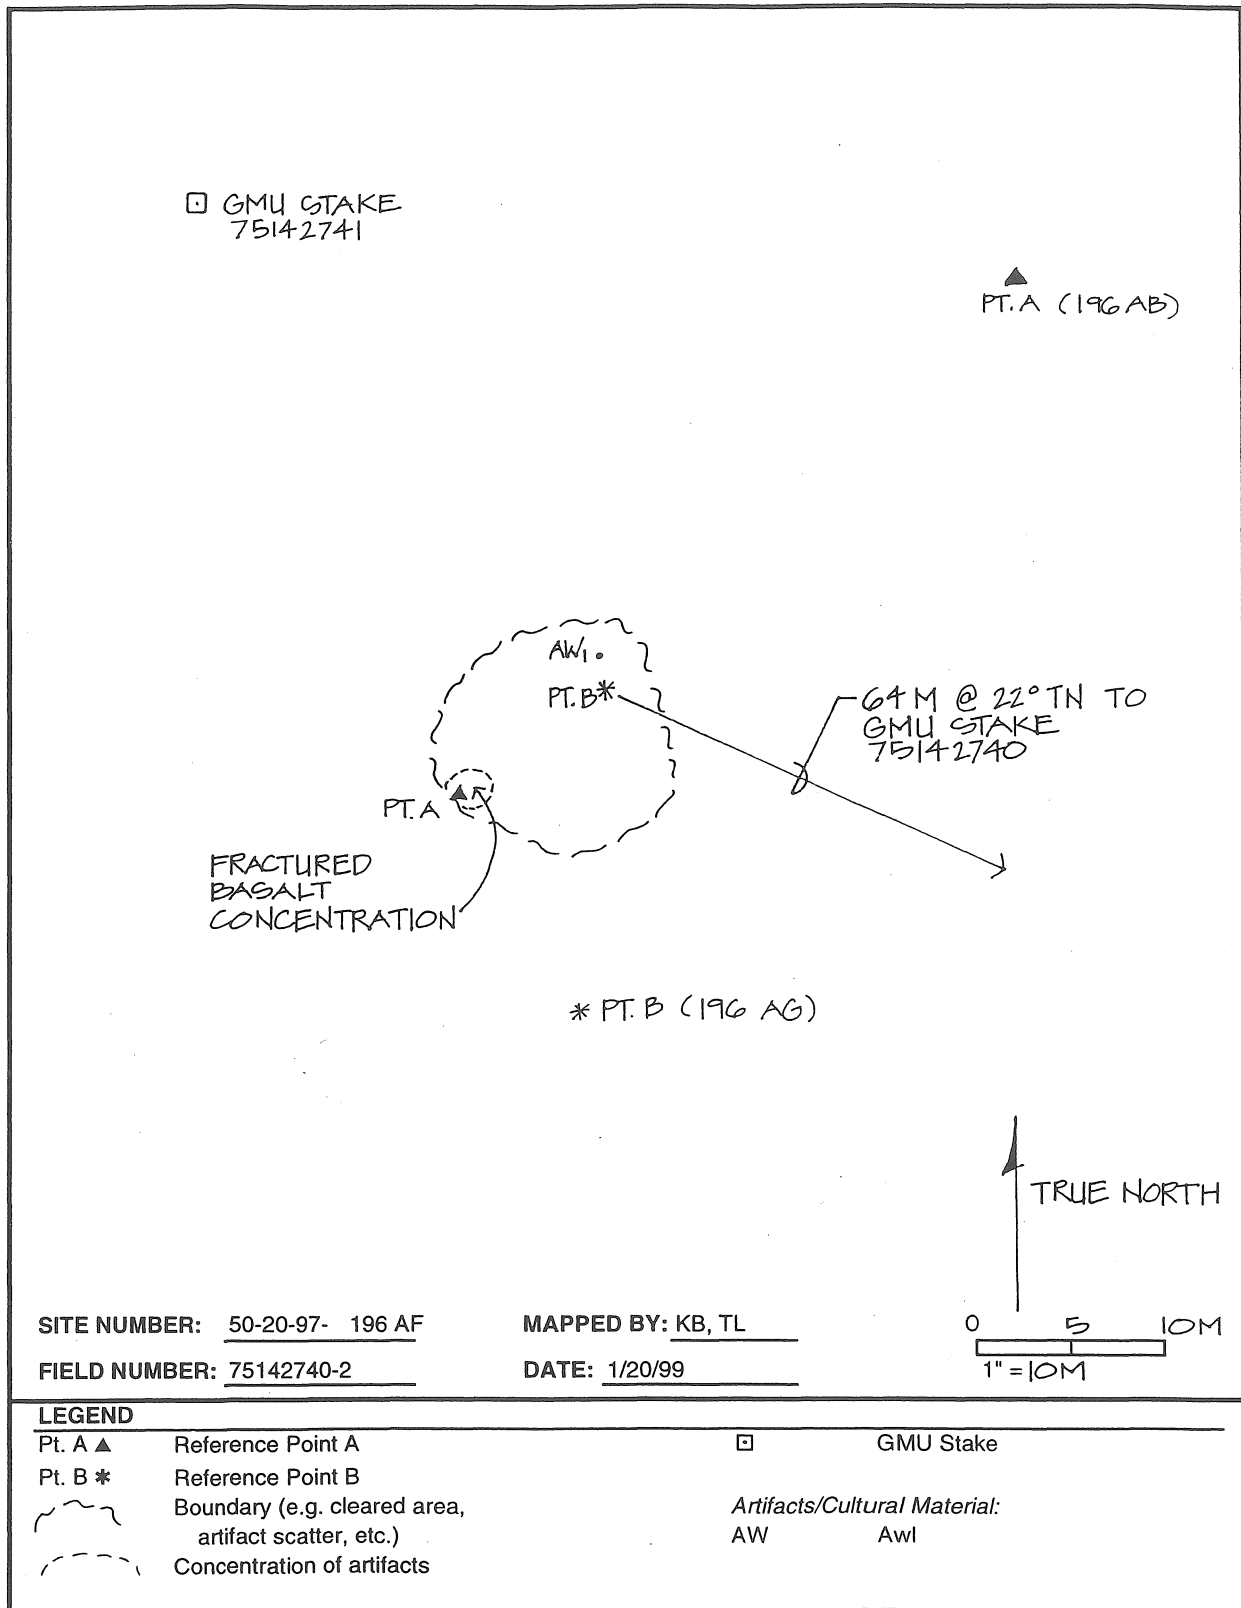 GMU STAKE
75142741
PT. A (196 AB)
AW1
PT. B
64 M @ 22° TN TO
GMU STAKE
75142740
PT. A
FRACTURED
BASALT
CONCENTRATION
PT. B (196 AG)
TRUE NORTH
SITE NUMBER: 50-20-97- 196 AF
MAPPED BY: KB, TL
0 5 10M
FIELD NUMBER: 75142740-2
DATE: 1/20/99
1" = 10M
LEGEND
Pt. A Reference Point A
GMU Stake
Pt. B Reference Point B
Boundary (e.g. cleared area,
artifact scatter, etc.)
Artifacts/Cultural Material:
AW Awl
Concentration of artifacts